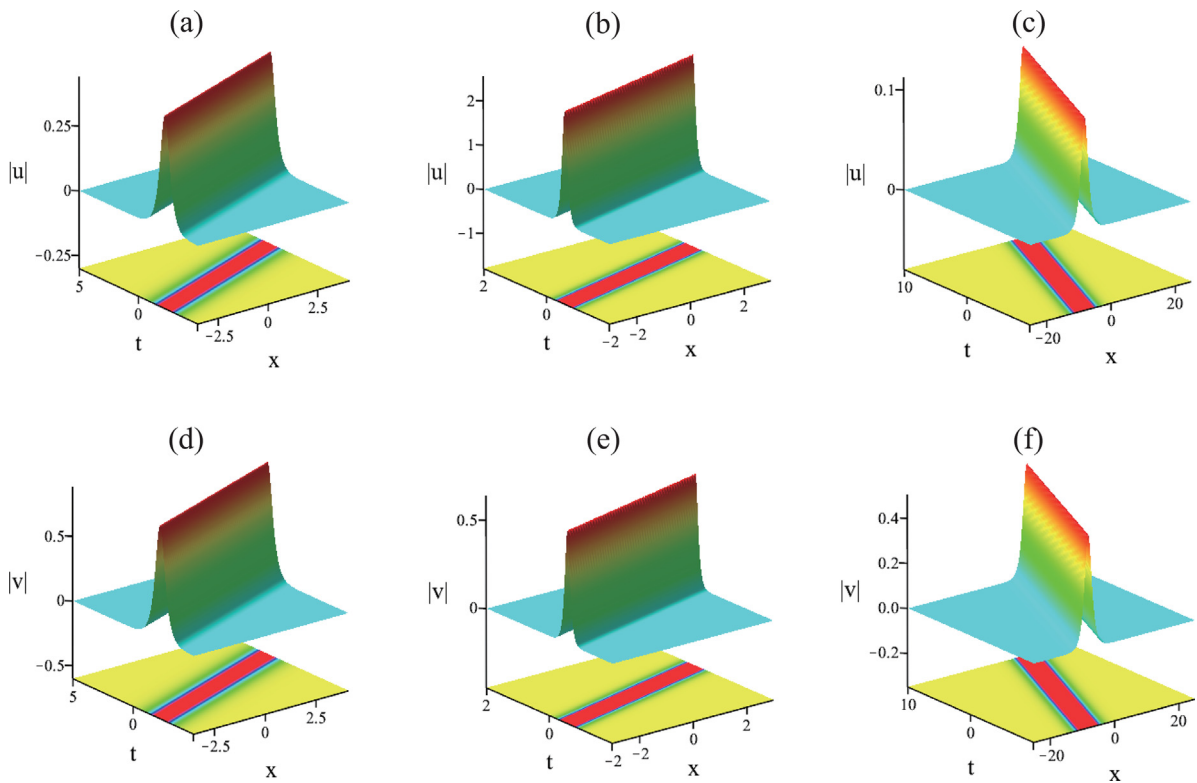 (a) (b) (c)
|u| 0.25 0 −0.25 5 0 t −2.5 0 2.5 x
|u| 2 1 0 −1 2 0 t −2 −2 0 2 x
|u| 0.1 0 10 0 t −20 0 20 x
(d) (e) (f)
|v| 0.5 0 −0.5 5 0 t −2.5 0 2.5 x
|v| 0.5 0 2 0 t −2 −2 0 2 x
|v| 0.4 0.2 0.0 −0.2 10 0 t −20 0 20 x